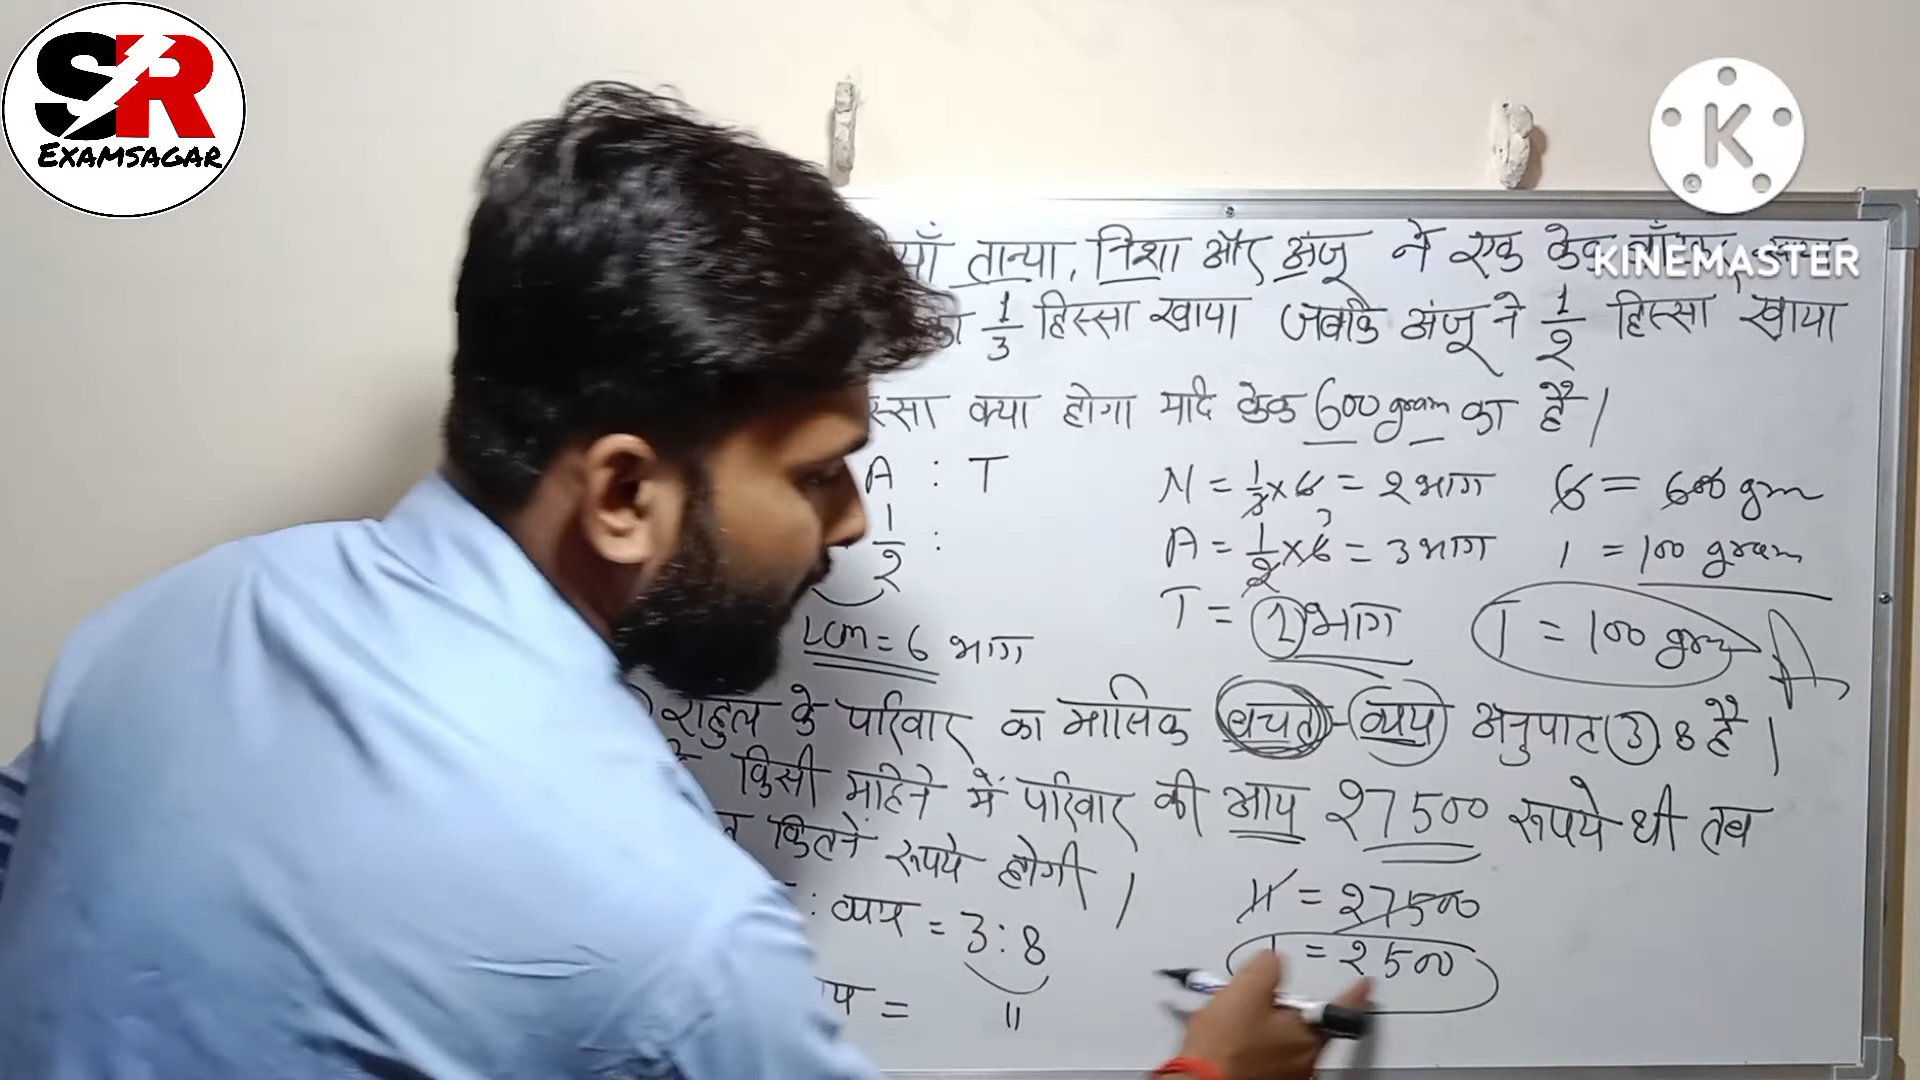 SR
EXAMSAGAR
K
KINEMASTER
तान्या, निशा और अंजू ने एक केक
1/3 हिस्सा खाया जबकि अंजू ने 1/2 हिस्सा खाया
क्या होगा यदि केक 600 gram का है।
A : T
1/2 :
LCM = 6 भाग
N = 1/3 × 6 = 2 भाग
A = 1/2 × 6 = 3 भाग
T = 1 भाग
6 = 600 gm
1 = 100 gram
T = 100 gm
राहुल के परिवार का मासिक बचत - व्यय अनुपात 3:8 है।
किसी महिने में परिवार की आय 27500 रूपये थी तब
कितने रूपये होगी।
: व्यय = 3:8
= 11
11 = 27500
1 = 2500